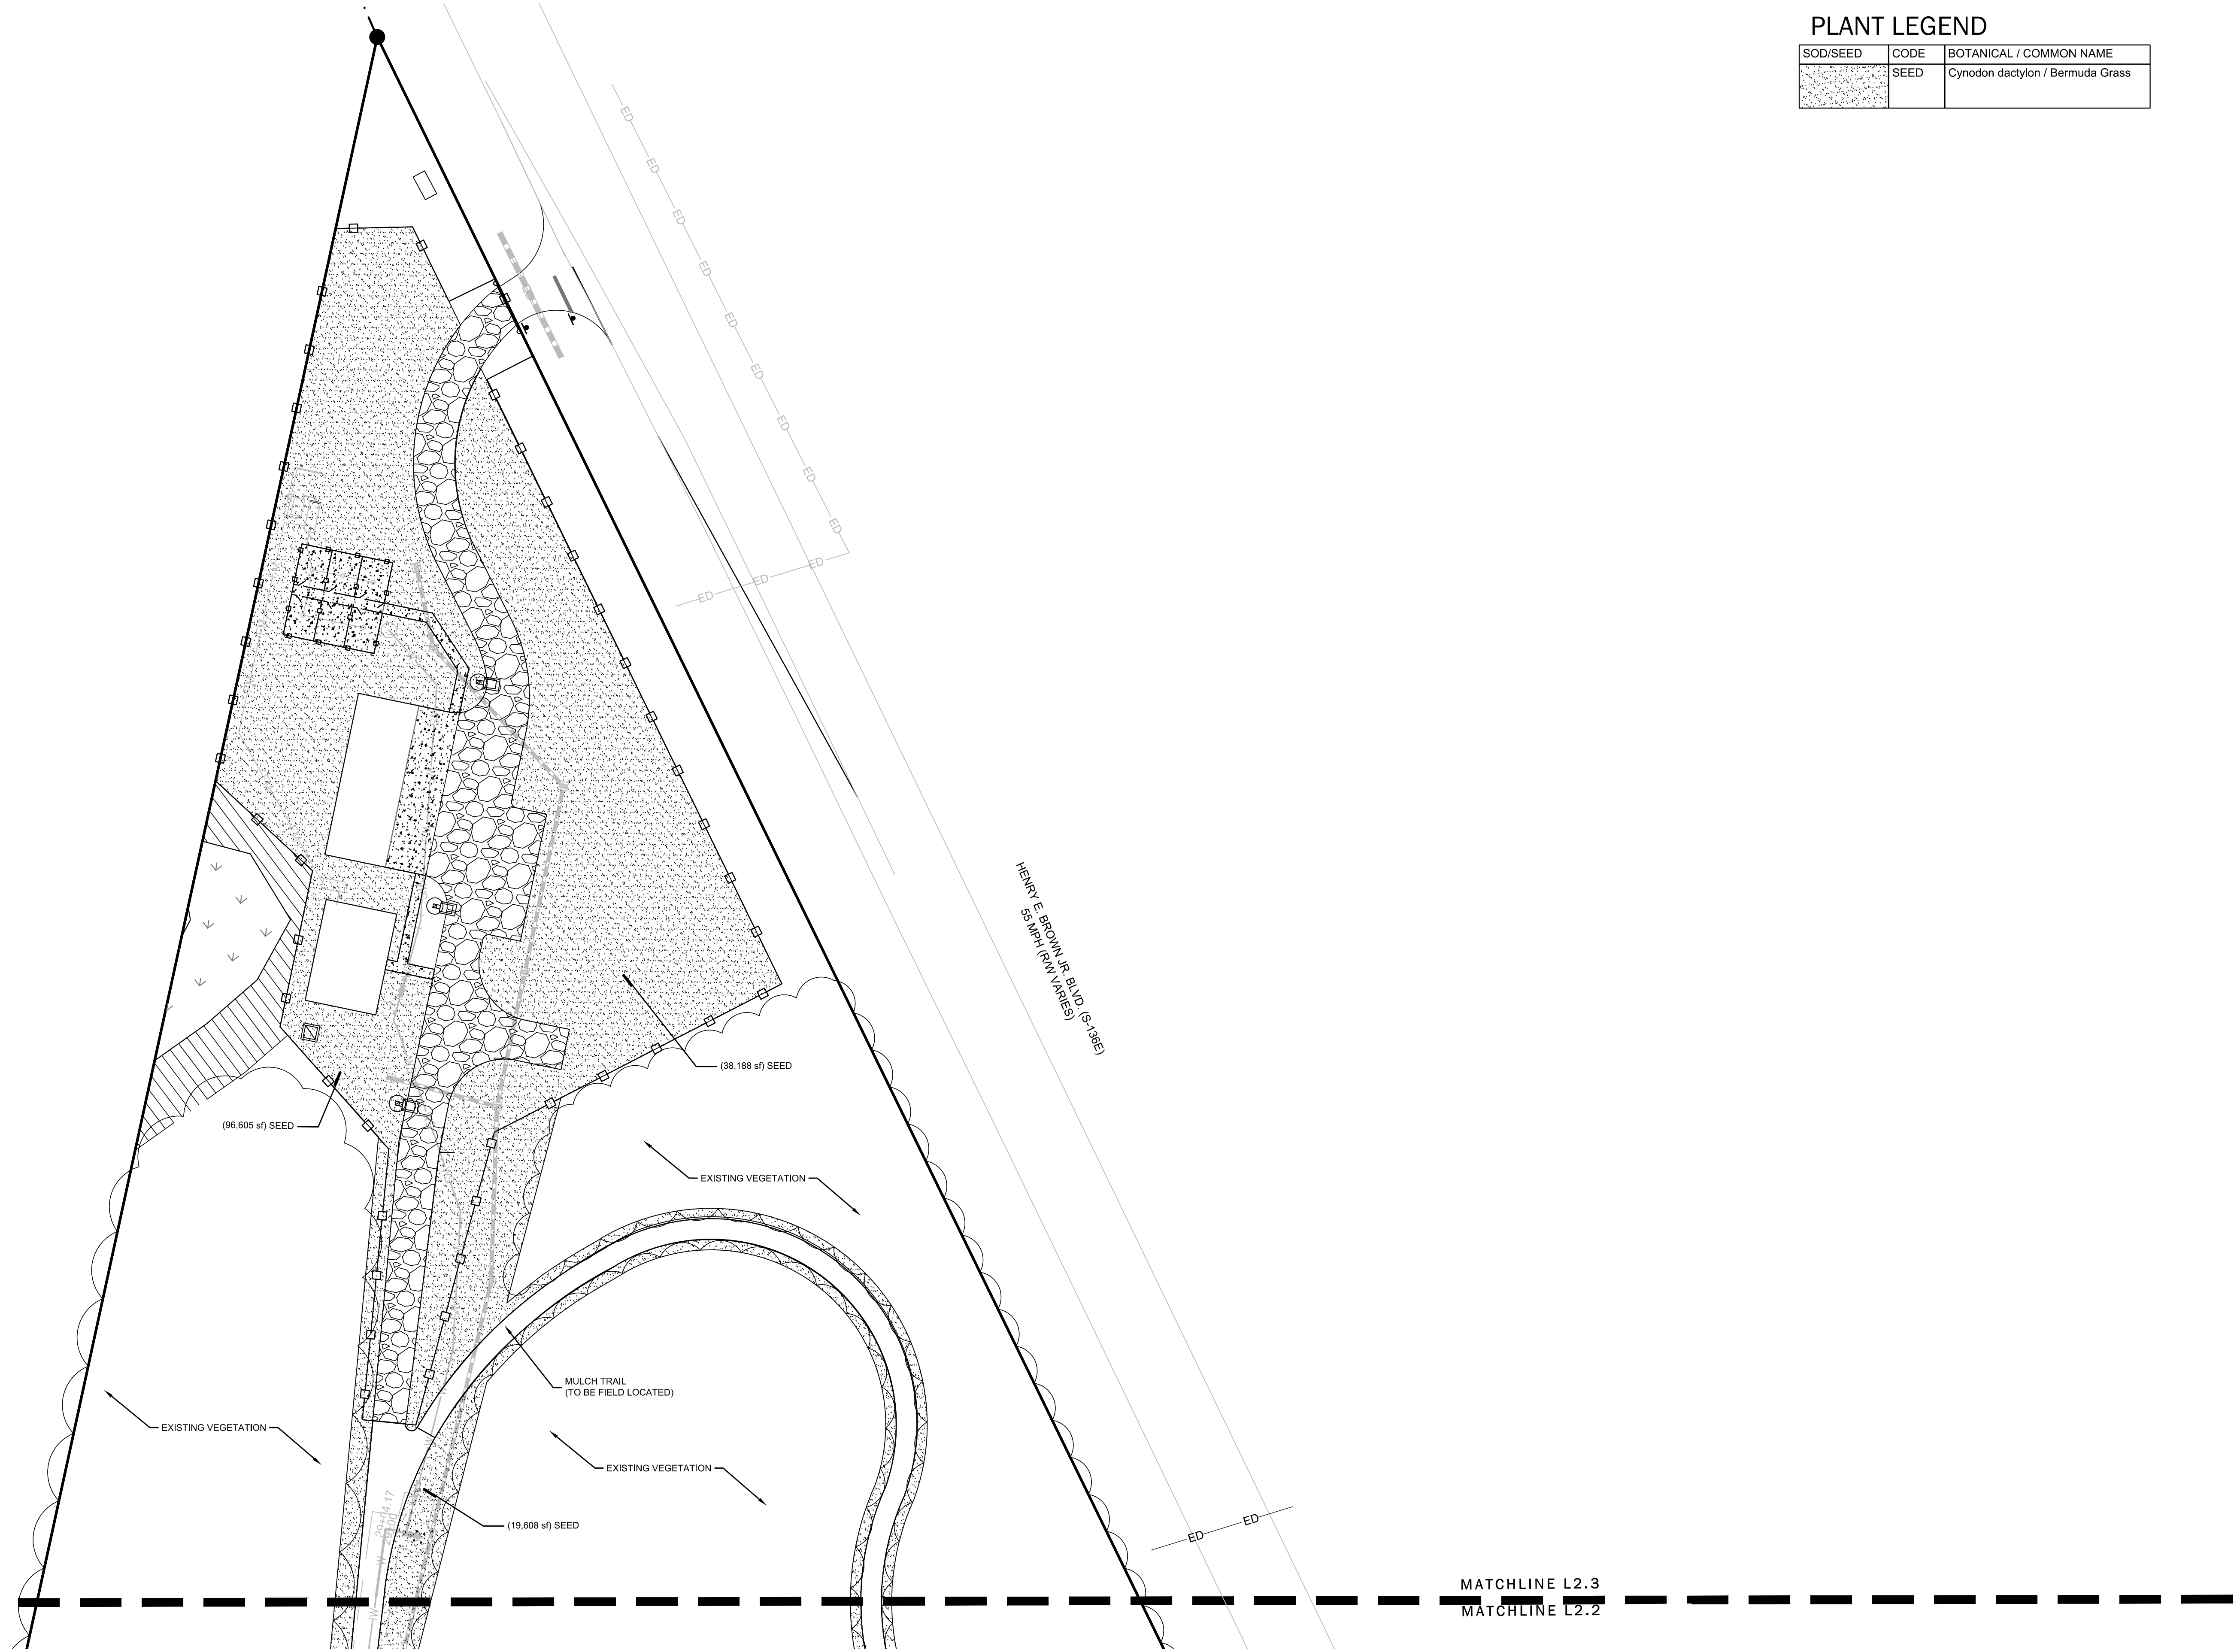 PLANT LEGEND
SOD/SEED CODE BOTANICAL / COMMON NAME
SEED Cynodon dactylon / Bermuda Grass
ED
ED
ED
ED
ED
ED
ED
ED
ED
ED
ED
ED
HENRY E. BROWN JR. BLVD. (S-136E)
55 MPH (R/W VARIES)
(38,188 sf) SEED
(96,605 sf) SEED
EXISTING VEGETATION
MULCH TRAIL
(TO BE FIELD LOCATED)
EXISTING VEGETATION
EXISTING VEGETATION
(19,608 sf) SEED
ED
ED
W
W
MATCHLINE L2.3
MATCHLINE L2.2